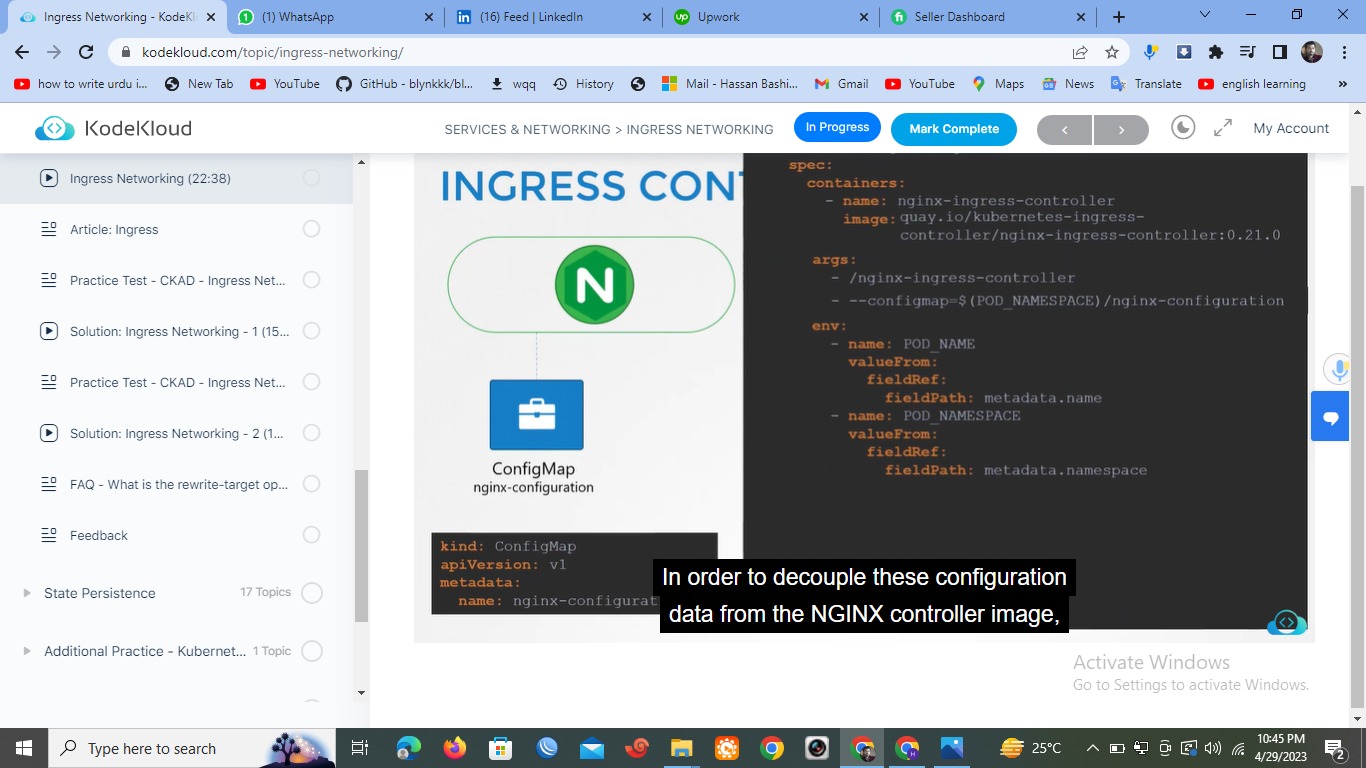 Ingress Networking - KodeKloud
(1) WhatsApp
(16) Feed | LinkedIn
Upwork
Seller Dashboard
kodekloud.com/topic/ingress-networking/
how to write urdu i...
New Tab
YouTube
GitHub - blynkkk/bl...
wqq
History
Mail - Hassan Bashi...
Gmail
YouTube
Maps
News
Translate
english learning
»
KodeKloud
SERVICES & NETWORKING > INGRESS NETWORKING
In Progress
Mark Complete
My Account
Ingress Networking (22:38)
Article: Ingress
Practice Test - CKAD - Ingress Net...
Solution: Ingress Networking - 1 (15...
Practice Test - CKAD - Ingress Net...
Solution: Ingress Networking - 2 (1...
FAQ - What is the rewrite-target op...
Feedback
State Persistence
17 Topics
Additional Practice - Kubernet...
1 Topic
INGRESS CONT
N
ConfigMap
nginx-configuration
kind: ConfigMap
apiVersion: v1
metadata:
name: nginx-configurat
spec:
containers:
- name: nginx-ingress-controller
image: quay.io/kubernetes-ingress-
controller/nginx-ingress-controller:0.21.0
args:
- /nginx-ingress-controller
- --configmap=$(POD_NAMESPACE)/nginx-configuration
env:
- name: POD_NAME
valueFrom:
fieldRef:
fieldPath: metadata.name
- name: POD_NAMESPACE
valueFrom:
fieldRef:
fieldPath: metadata.namespace
In order to decouple these configuration
data from the NGINX controller image,
Activate Windows
Go to Settings to activate Windows.
Type here to search
25°C
10:45 PM
4/29/2023
2